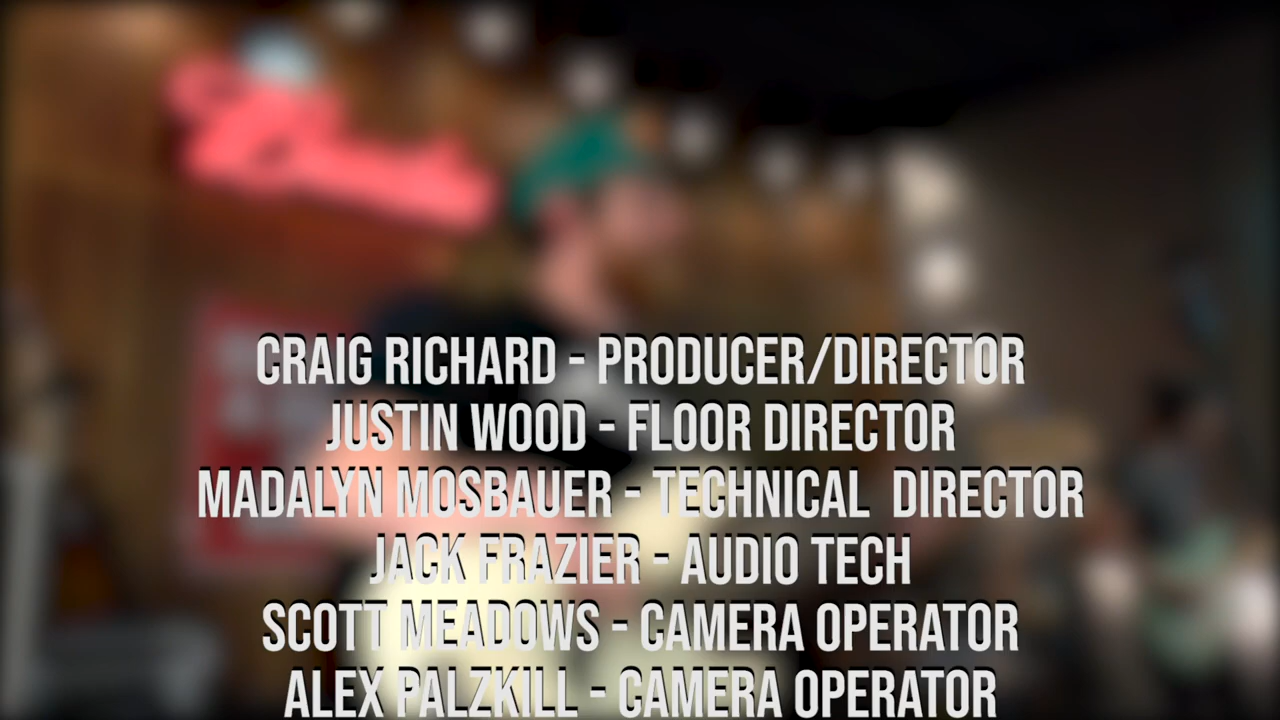 CRAIG RICHARD - PRODUCER/DIRECTOR
JUSTIN WOOD - FLOOR DIRECTOR
MADALYN MOSBAUER - TECHNICAL DIRECTOR
JACK FRAZIER - AUDIO TECH
SCOTT MEADOWS - CAMERA OPERATOR
ALEX PALZKILL - CAMERA OPERATOR